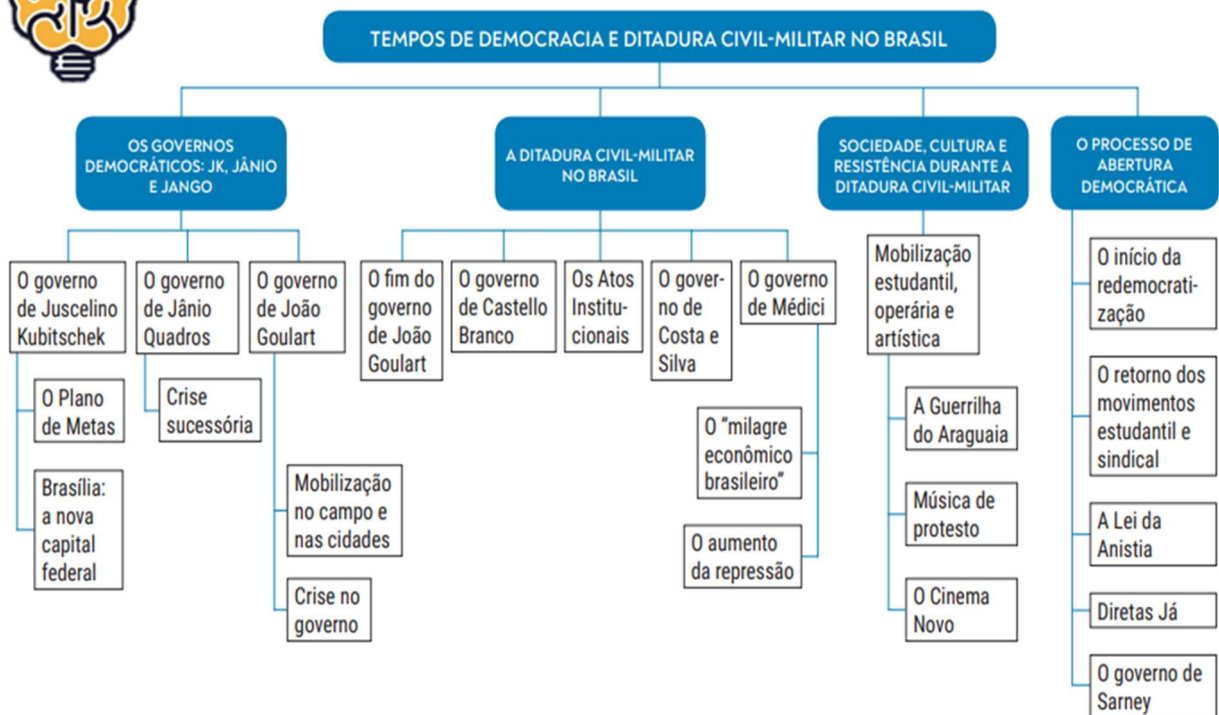 TEMPOS DE DEMOCRACIA E DITADURA CIVIL-MILITAR NO BRASIL
OS GOVERNOS
DEMOCRÁTICOS: JK, JÂNIO
E JANGO
O governo
de Juscelino
Kubitschek
O Plano
de Metas
Brasília:
a nova
capital
federal
O governo
de Jânio
Quadros
Crise
sucessória
O governo
de João
Goulart
Mobilização
no campo e
nas cidades
Crise no
governo
A DITADURA CIVIL-MILITAR
NO BRASIL
O fim do
governo
de João
Goulart
O governo
de Castello
Branco
Os Atos
Institu-
cionais
O gover-
no de
Costa e
Silva
O governo
de Médici
O “milagre
econômico
brasileiro”
O aumento
da repressão
SOCIEDADE, CULTURA E
RESISTÊNCIA DURANTE A
DITADURA CIVIL-MILITAR
Mobilização
estudantil,
operária e
artística
A Guerrilha
do Araguaia
Música de
protesto
O Cinema
Novo
O PROCESSO DE
ABERTURA
DEMOCRÁTICA
O início da
redemocrati-
zação
O retorno dos
movimentos
estudantil e
sindical
A Lei da
Anistia
Diretas Já
O governo de
Sarney